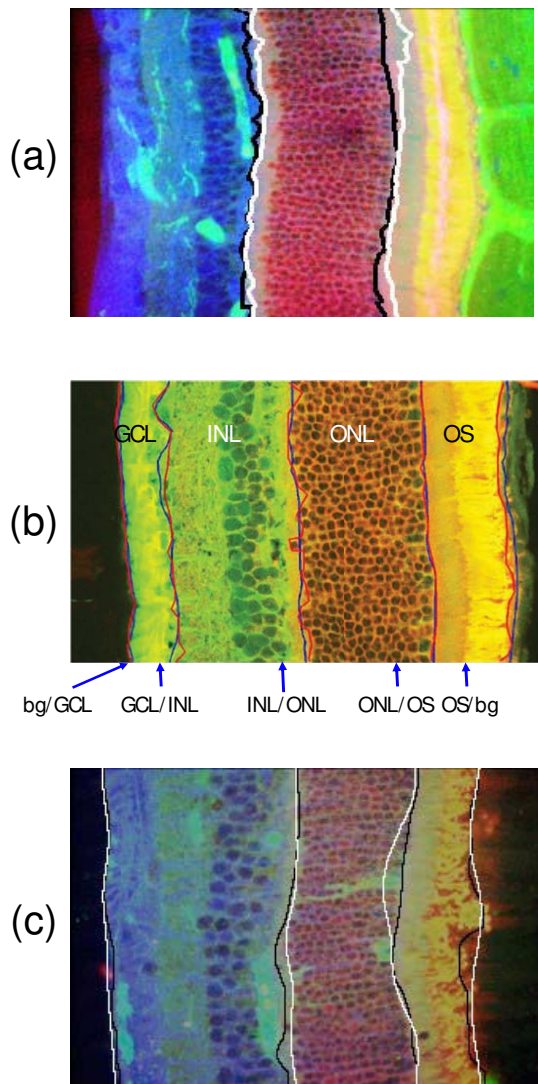 (a)
(b)
GCL INL ONL OS
bg/GCL GCL/INL INL/ONL ONL/OS OS/bg
(c)